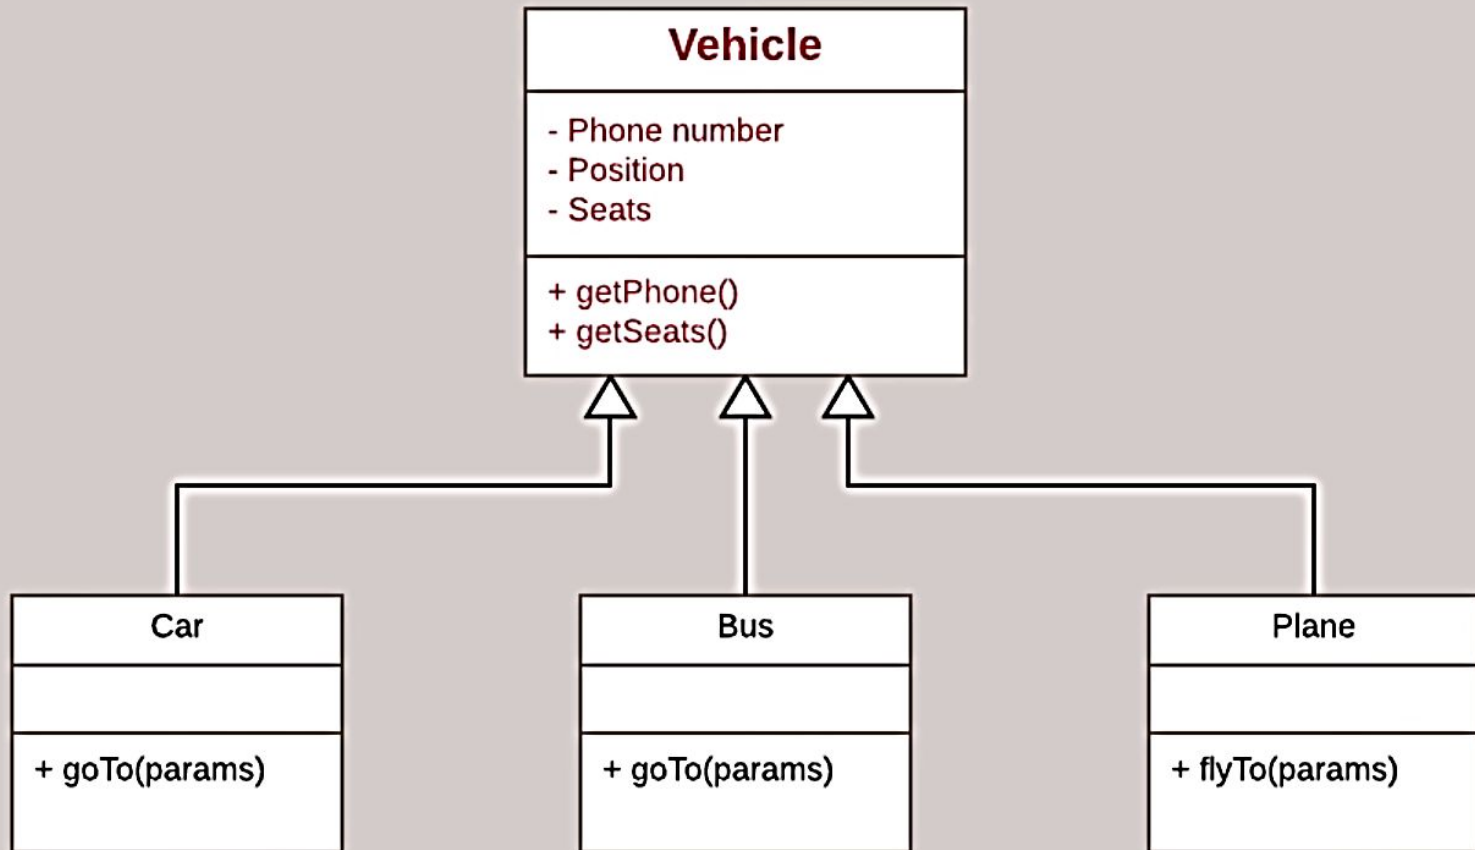 Vehicle
- Phone number
- Position
- Seats
+ getPhone()
+ getSeats()
Car
+ goTo(params)
Bus
+ goTo(params)
Plane
+ flyTo(params)